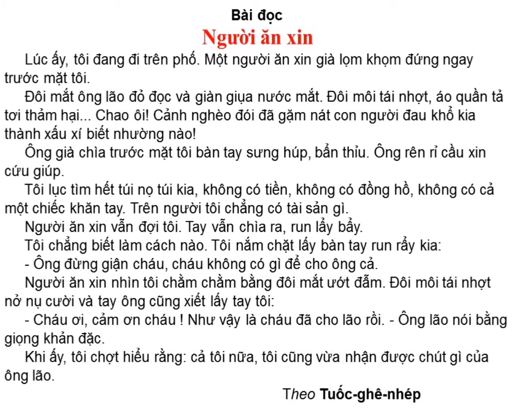 Bài đọc
Người ăn xin
Lúc ấy, tôi đang đi trên phố. Một người ăn xin già lọm khọm đứng ngay
trước mặt tôi.
Đôi mắt ông lão đỏ đọc và giàn giụa nước mắt. Đôi môi tái nhợt, áo quần tả
tơi thảm hại... Chao ôi! Cảnh nghèo đói đã gặm nát con người đau khổ kia
thành xấu xí biết nhường nào!
Ông già chìa trước mặt tôi bàn tay sưng húp, bẩn thỉu. Ông rên rỉ cầu xin
cứu giúp.
Tôi lục tìm hết túi nọ túi kia, không có tiền, không có đồng hồ, không có cả
một chiếc khăn tay. Trên người tôi chẳng có tài sản gì.
Người ăn xin vẫn đợi tôi. Tay vẫn chìa ra, run lẩy bẩy.
Tôi chẳng biết làm cách nào. Tôi nắm chặt lấy bàn tay run rẩy kia:
- Ông đừng giận cháu, cháu không có gì để cho ông cả.
Người ăn xin nhìn tôi chằm chằm bằng đôi mắt ướt đẫm. Đôi môi tái nhợt
nở nụ cười và tay ông cũng xiết lấy tay tôi:
- Cháu ơi, cảm ơn cháu ! Như vậy là cháu đã cho lão rồi. - Ông lão nói bằng
giọng khản đặc.
Khi ấy, tôi chợt hiểu rằng: cả tôi nữa, tôi cũng vừa nhận được chút gì của
ông lão.
Theo Tuốc-ghê-nhép